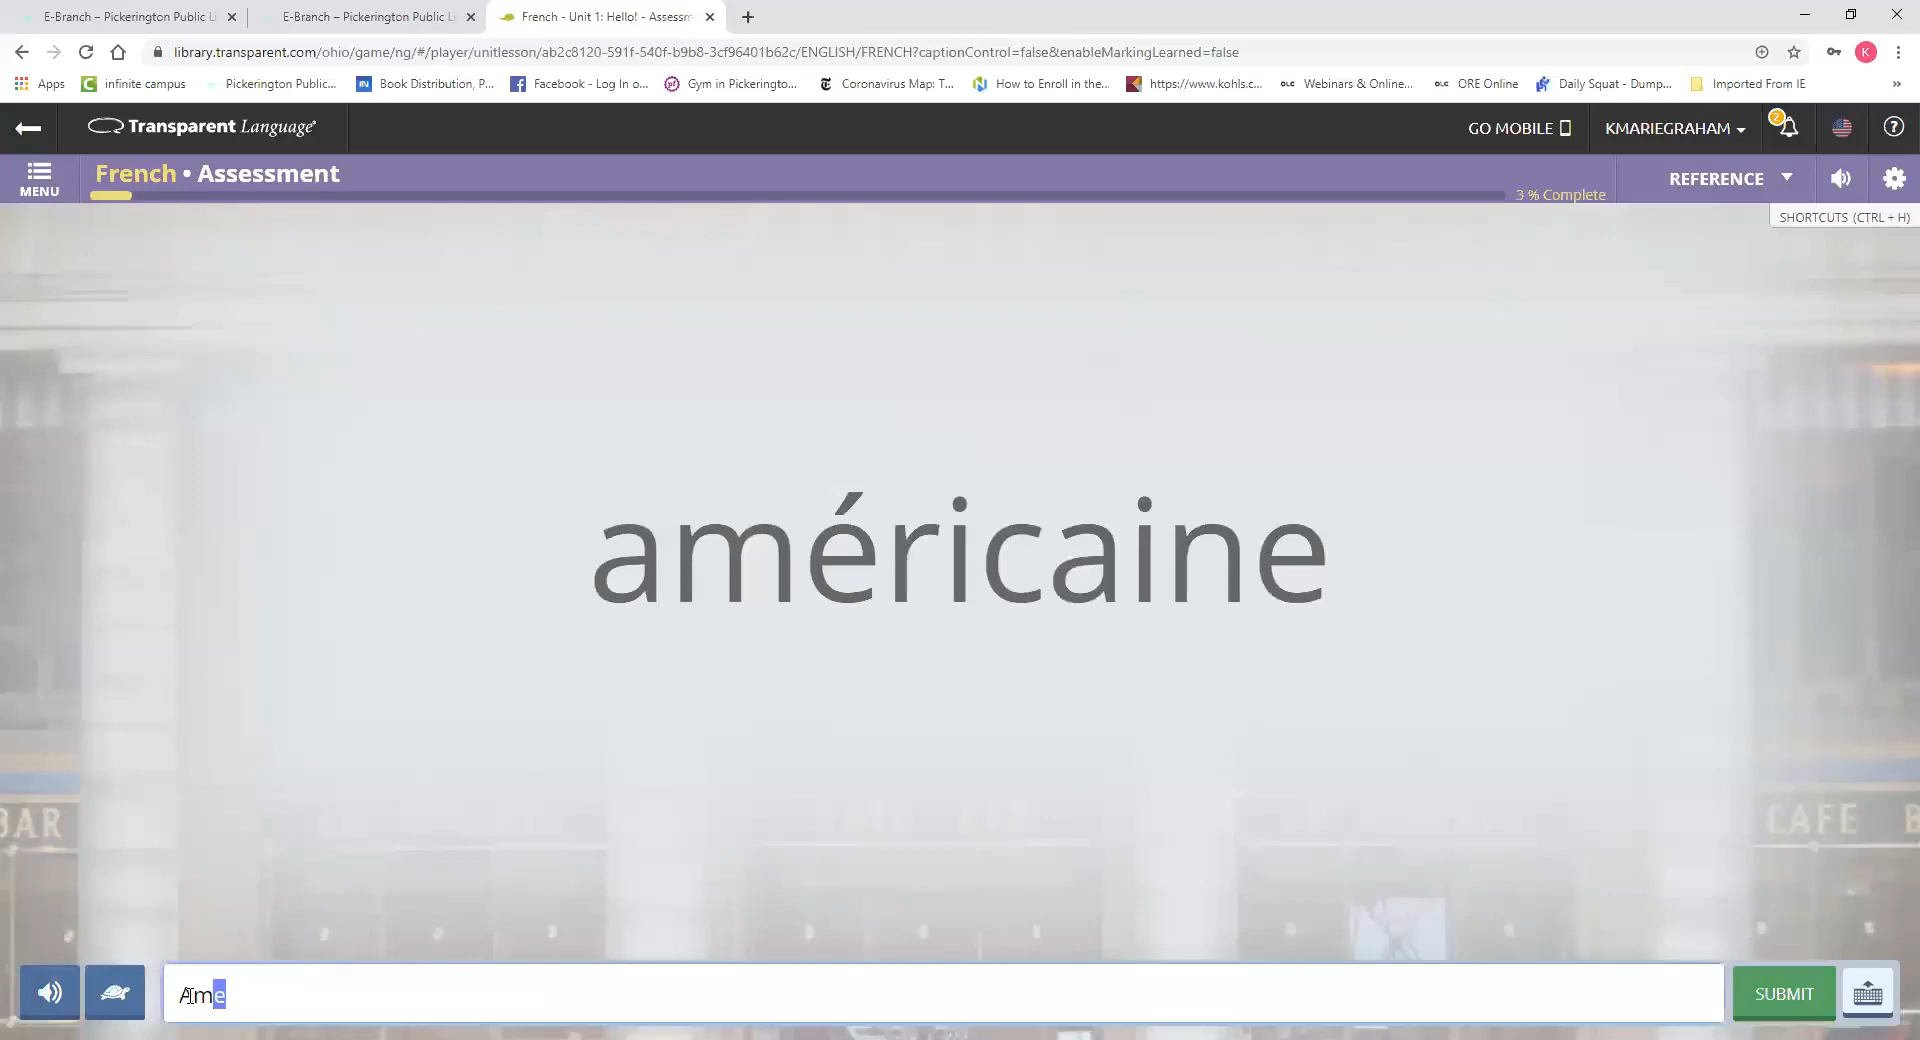 E-Branch – Pickerington Public Li
E-Branch – Pickerington Public Li
French - Unit 1: Hello! - Assessm
library.transparent.com/ohio/game/ng/#/player/unitlesson/ab2c8120-591f-540f-b9b8-3cf96401b62c/ENGLISH/FRENCH?captionControl=false&enableMarkingLearned=false
K
Apps
infinite campus
Pickerington Public...
Book Distribution, P...
Facebook - Log In o...
Gym in Pickeringto...
Coronavirus Map: T...
How to Enroll in the...
https://www.kohls.c...
Webinars & Online...
ORE Online
Daily Squat - Dump...
Imported From IE
»
Transparent Language®
GO MOBILE
KMARIEGRAHAM
2
?
MENU
French • Assessment
3 % Complete
REFERENCE
SHORTCUTS (CTRL + H)
américaine
BAR
CAFE B
Ame
SUBMIT